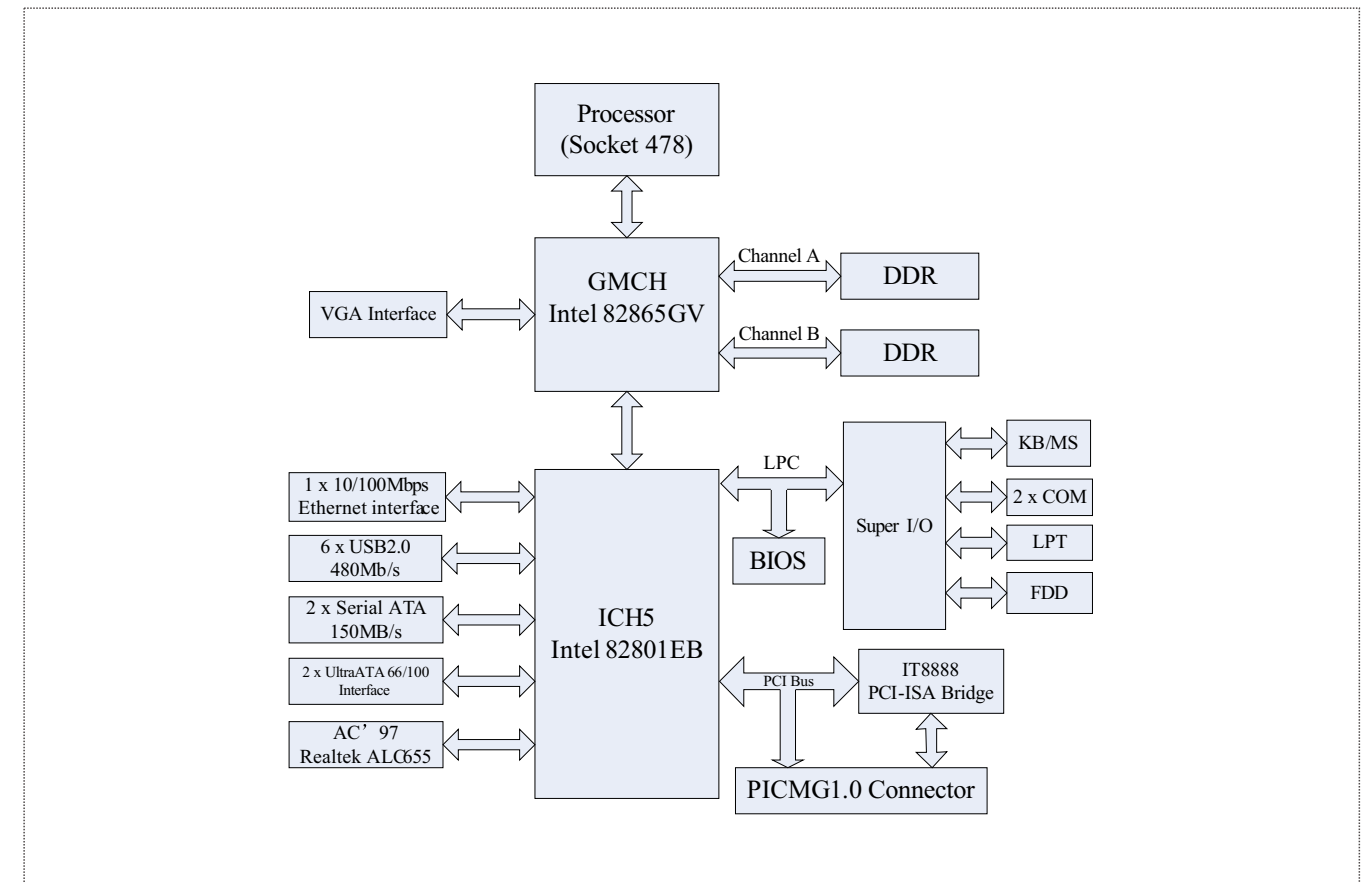 Processor
(Socket 478)
GMCH
Intel 82865GV
Channel A
DDR
VGA Interface
Channel B
DDR
1 x 10/100Mbps
Ethernet interface
6 x USB2.0
480Mb/s
2 x Serial ATA
150MB/s
2 x UltraATA 66/100
Interface
AC’97
Realtek ALC655
ICH5
Intel 82801EB
LPC
BIOS
Super I/O
KB/MS
2 x COM
LPT
FDD
PCI Bus
IT8888
PCI-ISA Bridge
PICMG1.0 Connector